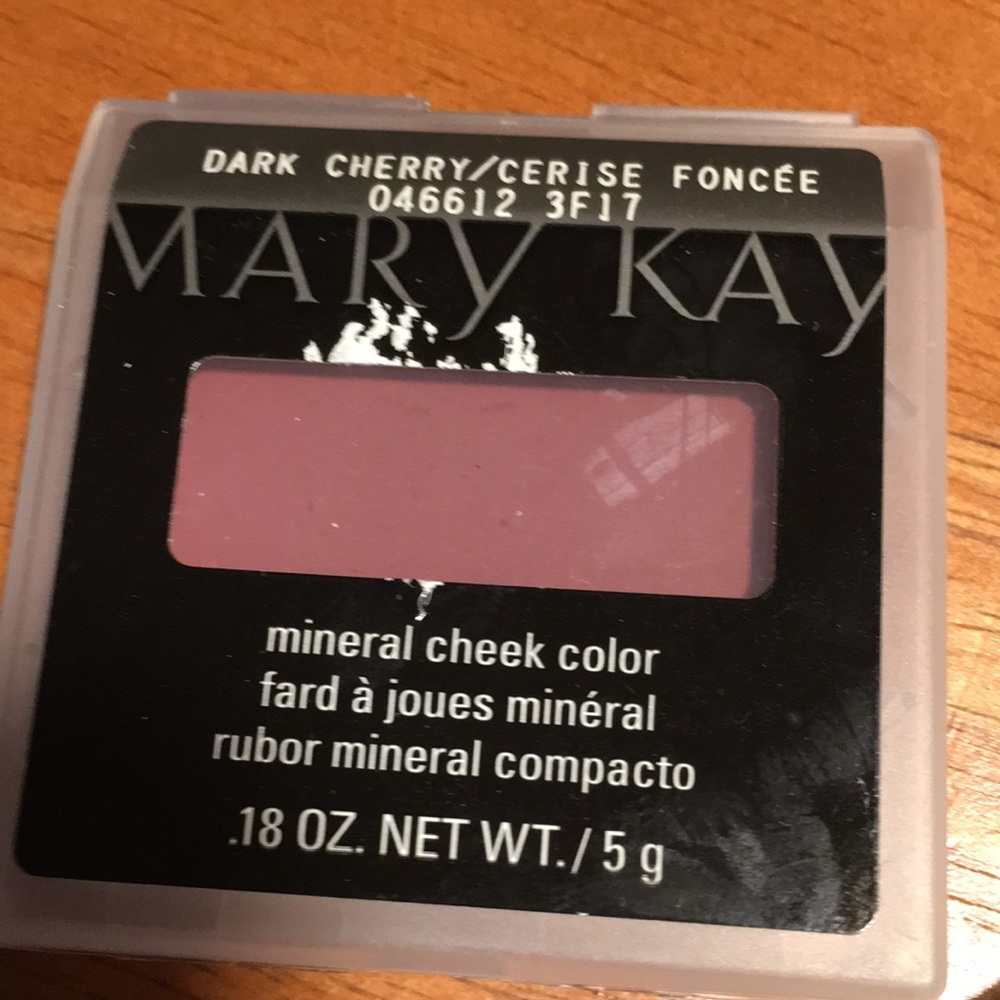 DARK CHERRY/CERISE FONCÉE
046612 3F17
MARY KAY
mineral cheek color
fard à joues minéral
rubor mineral compacto
.18 OZ. NET WT./ 5 g